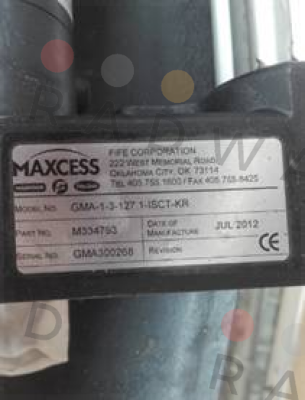 MAXCESS
FIFE CORPORATION
222 WEST MEMORIAL ROAD
OKLAHOMA CITY, OK 73114
TEL 405.755.1600 / FAX 405.755.8425
MODEL NO. GMA-1-3-127.1-ISCT-KR
PART NO. M534793
DATE OF MANUFACTURE JUL 2012
SERIAL NO. GMA300268
REVISION
CE